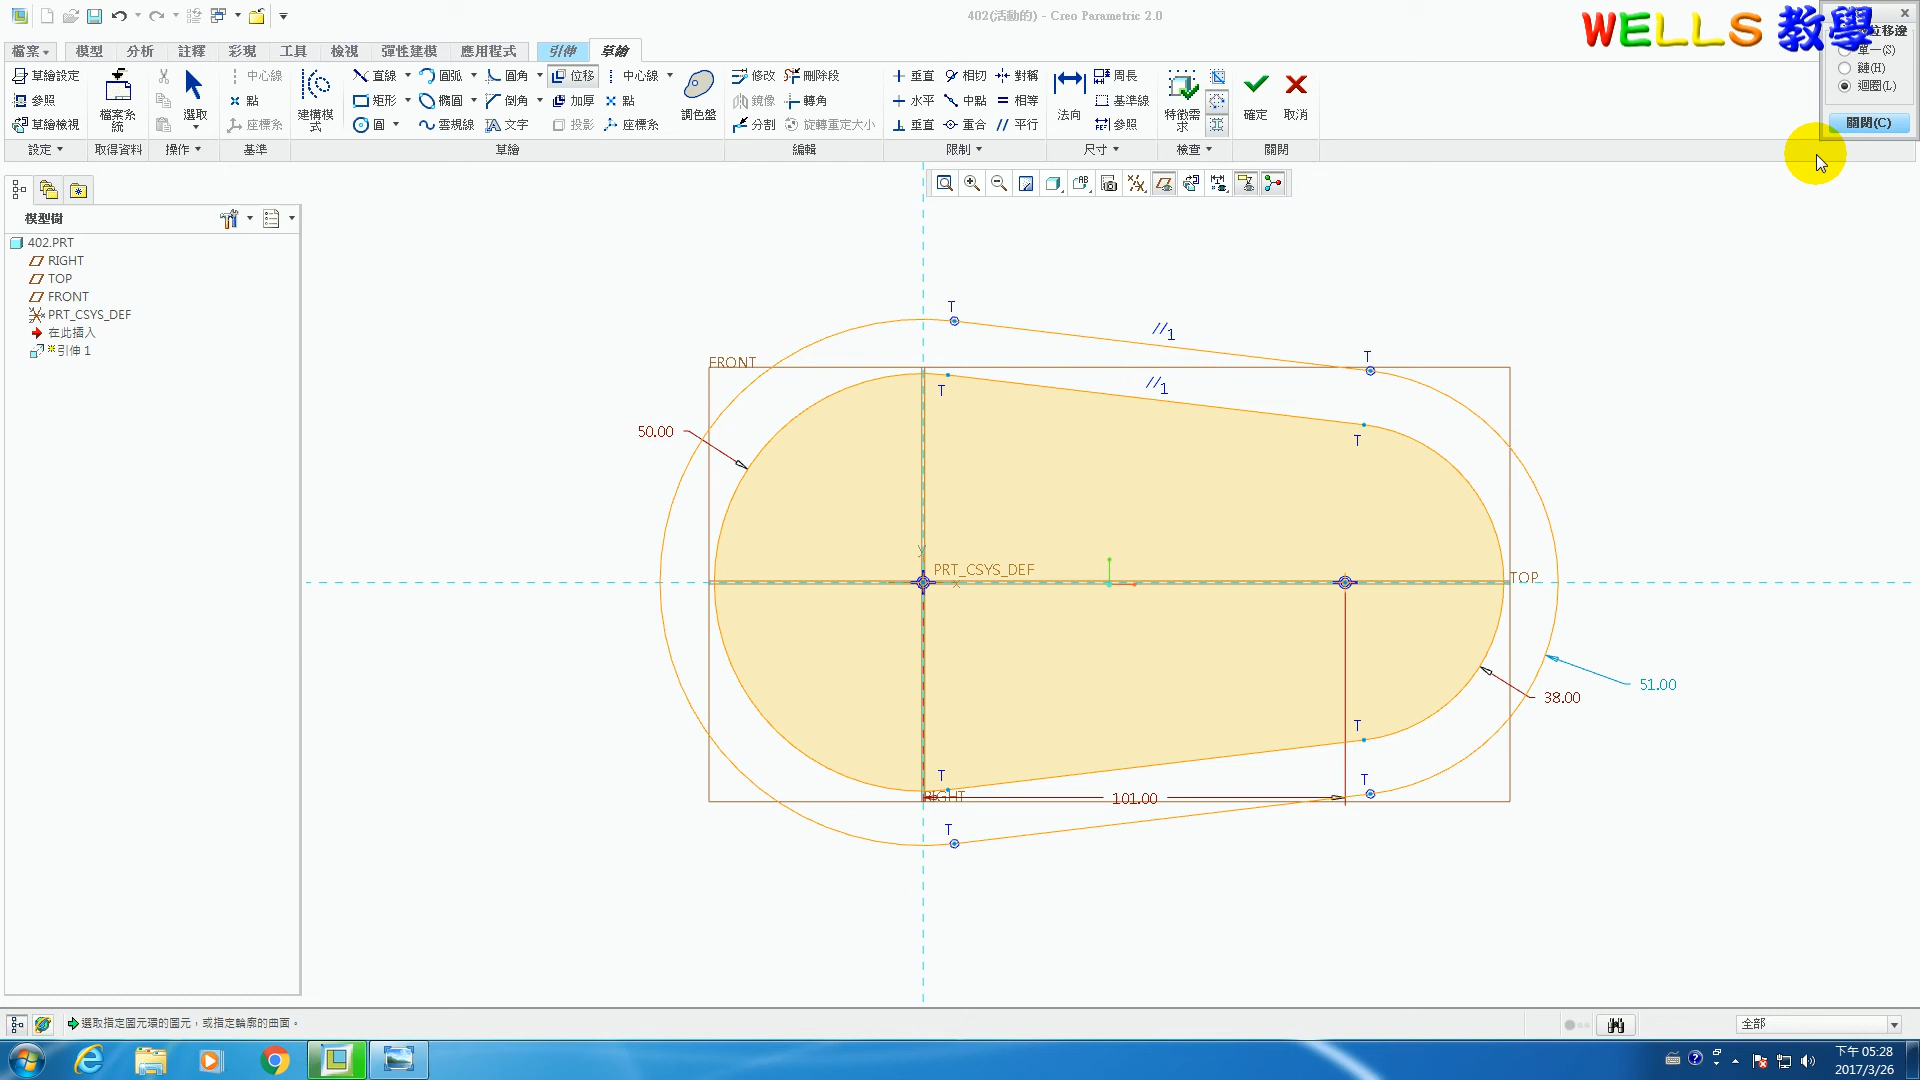 402(活動的) - Creo Parametric 2.0
WELLS 教學
檔案 模型 分析 註釋 彩現 工具 檢視 彈性建模 應用程式 引伸 草繪
草繪設定
參照
草繪檢視
檔案系統
選取
中心線
點
座標系
建構模式
直線 圓弧 圓角 位移 中心線
矩形 橢圓 倒角 加厚 點
圓 雲規線 文字 投影 座標系
調色盤
修改 刪除段
鏡像 轉角
分割 旋轉重定大小
垂直 相切 對稱
水平 中點 相等
垂直 重合 平行
法向
周長
基準線
參照
特徵需求
確定
取消
設定 取得資料 操作 基準 草繪 編輯 限制 尺寸 檢查 關閉
位移邊
單一(S)
鏈(H)
迴圈(L)
關閉(C)
模型樹
402.PRT
RIGHT
TOP
FRONT
PRT_CSYS_DEF
在此插入
引伸 1
T
//1
T
FRONT
T
//1
T
50.00
y
PRT_CSYS_DEF
x
TOP
51.00
38.00
T
T
T
RIGHT
101.00
T
選取指定圖元環的圖元，或指定輪廓的曲面。
全部
下午 05:28
2017/3/26